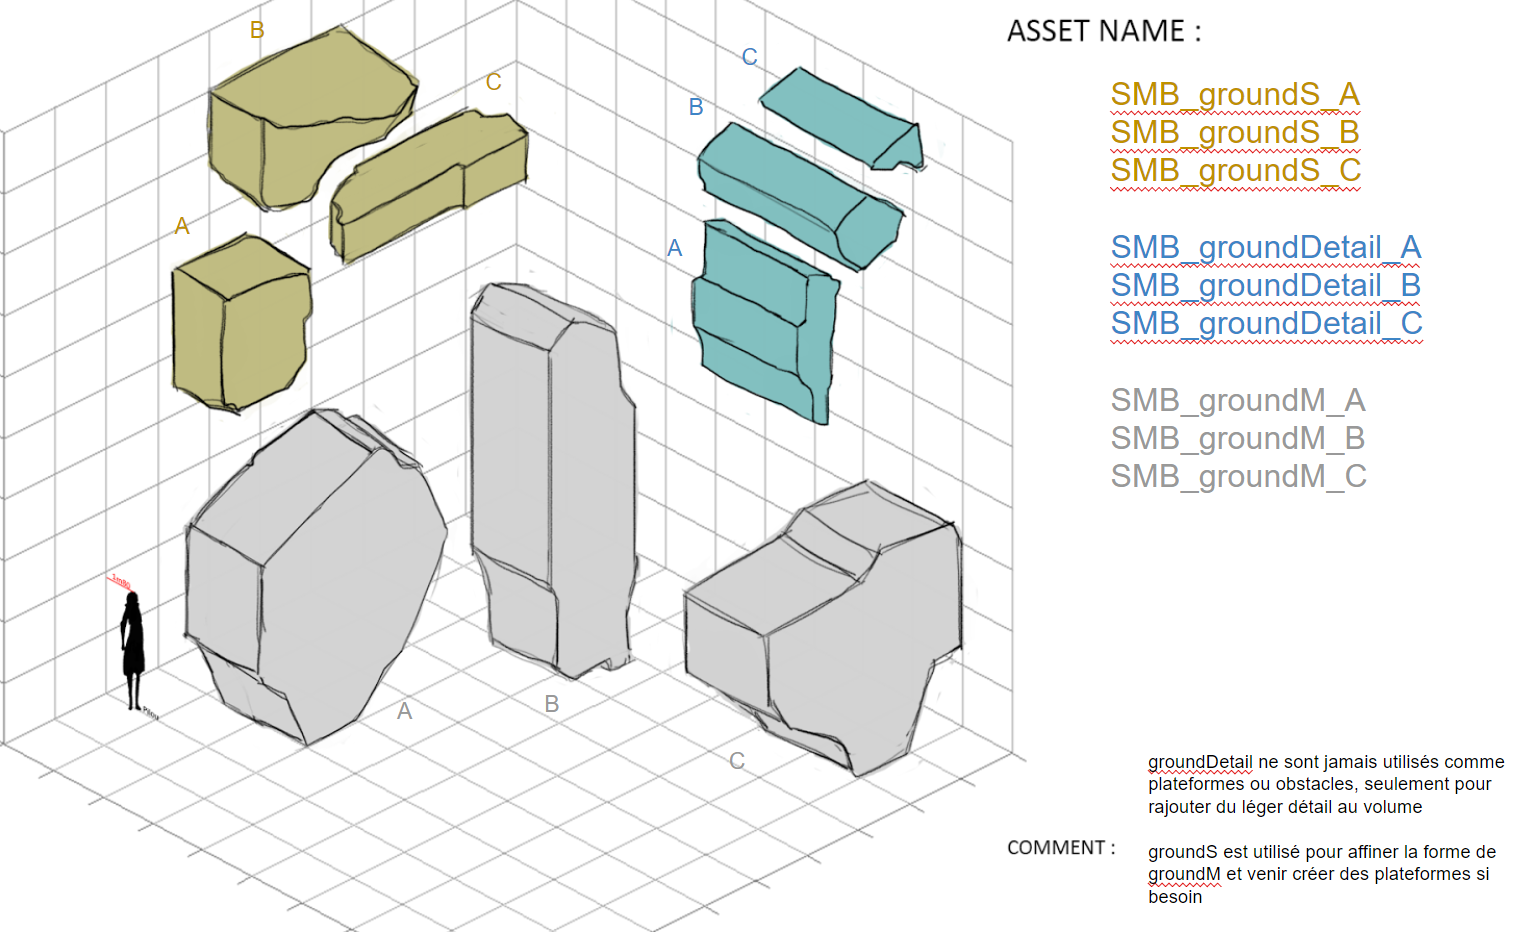 B
C
A
C
B
A
A
B
C
1m80
Pilou
ASSET NAME :
SMB_groundS_A
SMB_groundS_B
SMB_groundS_C
SMB_groundDetail_A
SMB_groundDetail_B
SMB_groundDetail_C
SMB_groundM_A
SMB_groundM_B
SMB_groundM_C
groundDetail ne sont jamais utilisés comme
plateformes ou obstacles, seulement pour
rajouter du léger détail au volume
COMMENT :
groundS est utilisé pour affiner la forme de
groundM et venir créer des plateformes si
besoin